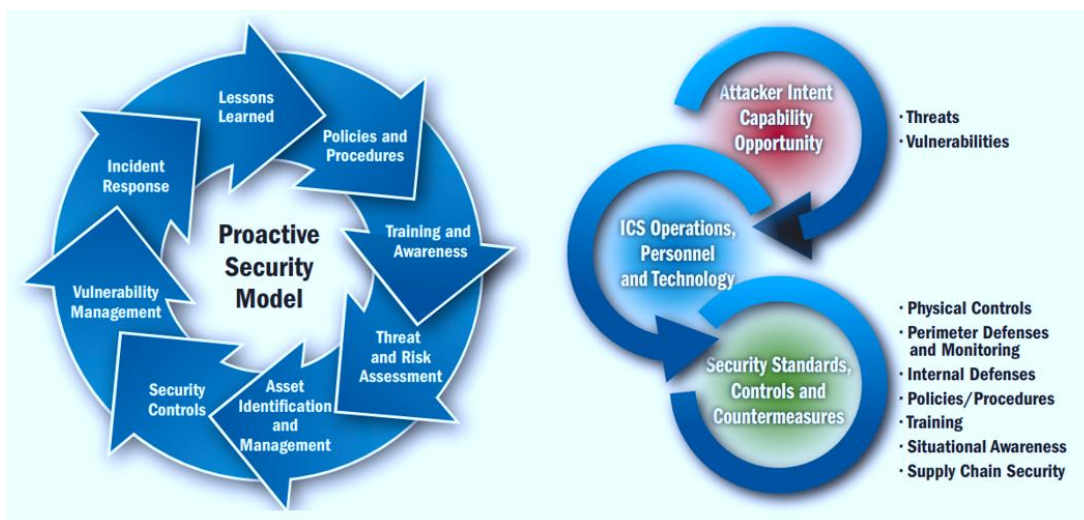 Lessons
Learned
Policies and
Procedures
Training and
Awareness
Threat
and Risk
Assessment
Asset
Identification
and
Management
Security
Controls
Vulnerability
Management
Incident
Response
Proactive
Security
Model
Attacker Intent
Capability
Opportunity
· Threats
· Vulnerabilities
ICS Operations,
Personnel
and Technology
Security Standards,
Controls and
Countermeasures
· Physical Controls
· Perimeter Defenses
and Monitoring
· Internal Defenses
· Policies/Procedures
· Training
· Situational Awareness
· Supply Chain Security